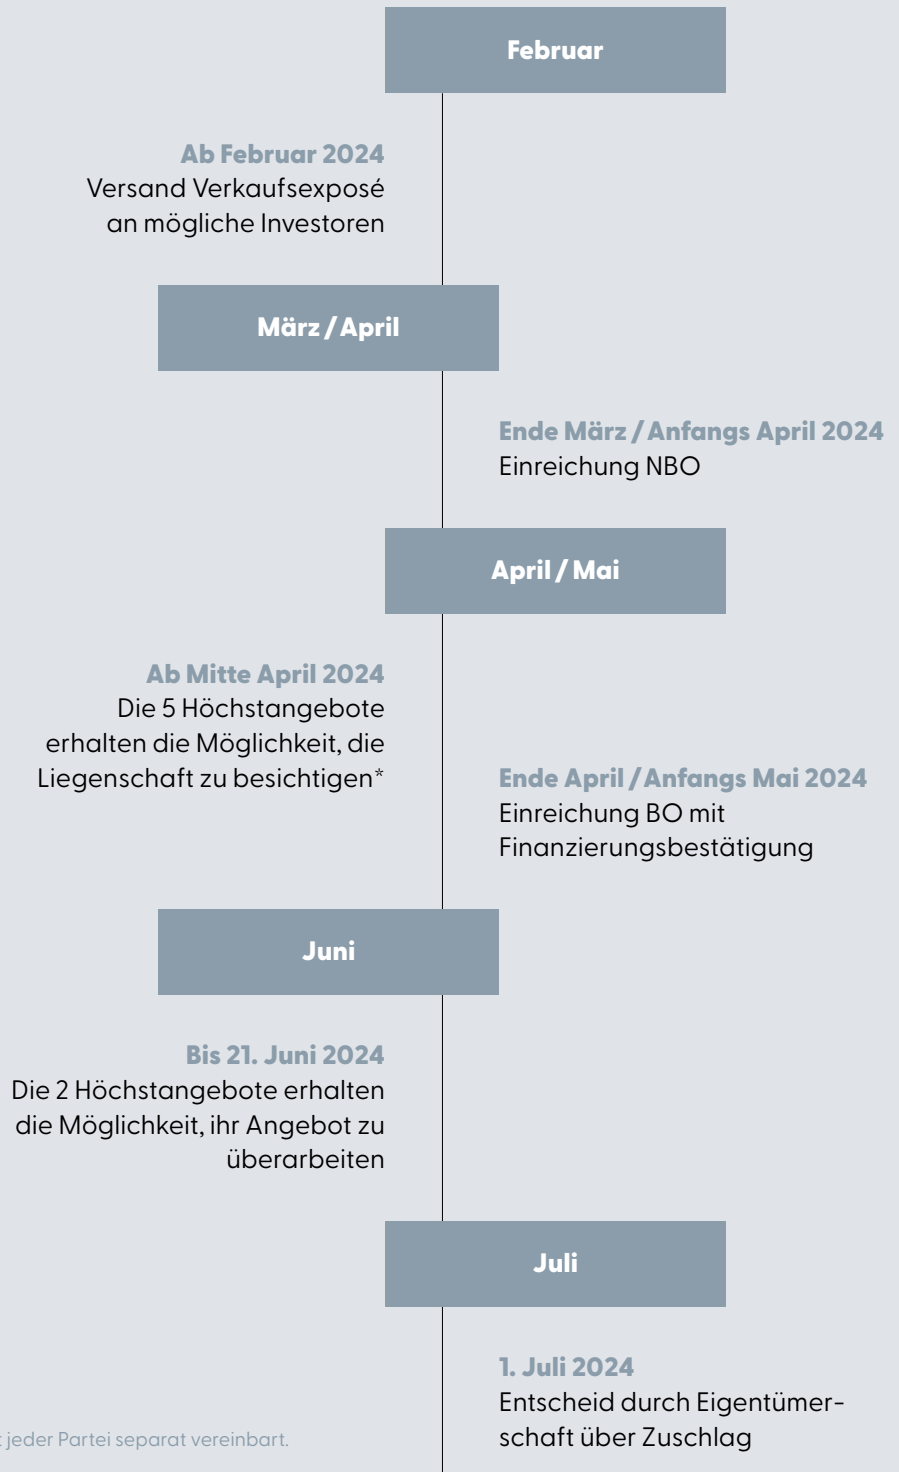 Februar
Ab Februar 2024
Versand Verkaufsexposé
an mögliche Investoren
März / April
Ende März / Anfangs April 2024
Einreichung NBO
April / Mai
Ab Mitte April 2024
Die 5 Höchstangebote
erhalten die Möglichkeit, die
Liegenschaft zu besichtigen*
Ende April / Anfangs Mai 2024
Einreichung BO mit
Finanzierungsbestätigung
Juni
Bis 21. Juni 2024
Die 2 Höchstangebote erhalten
die Möglichkeit, ihr Angebot zu
überarbeiten
Juli
1. Juli 2024
Entscheid durch Eigentümer-
schaft über Zuschlag
jeder Partei separat vereinbart.